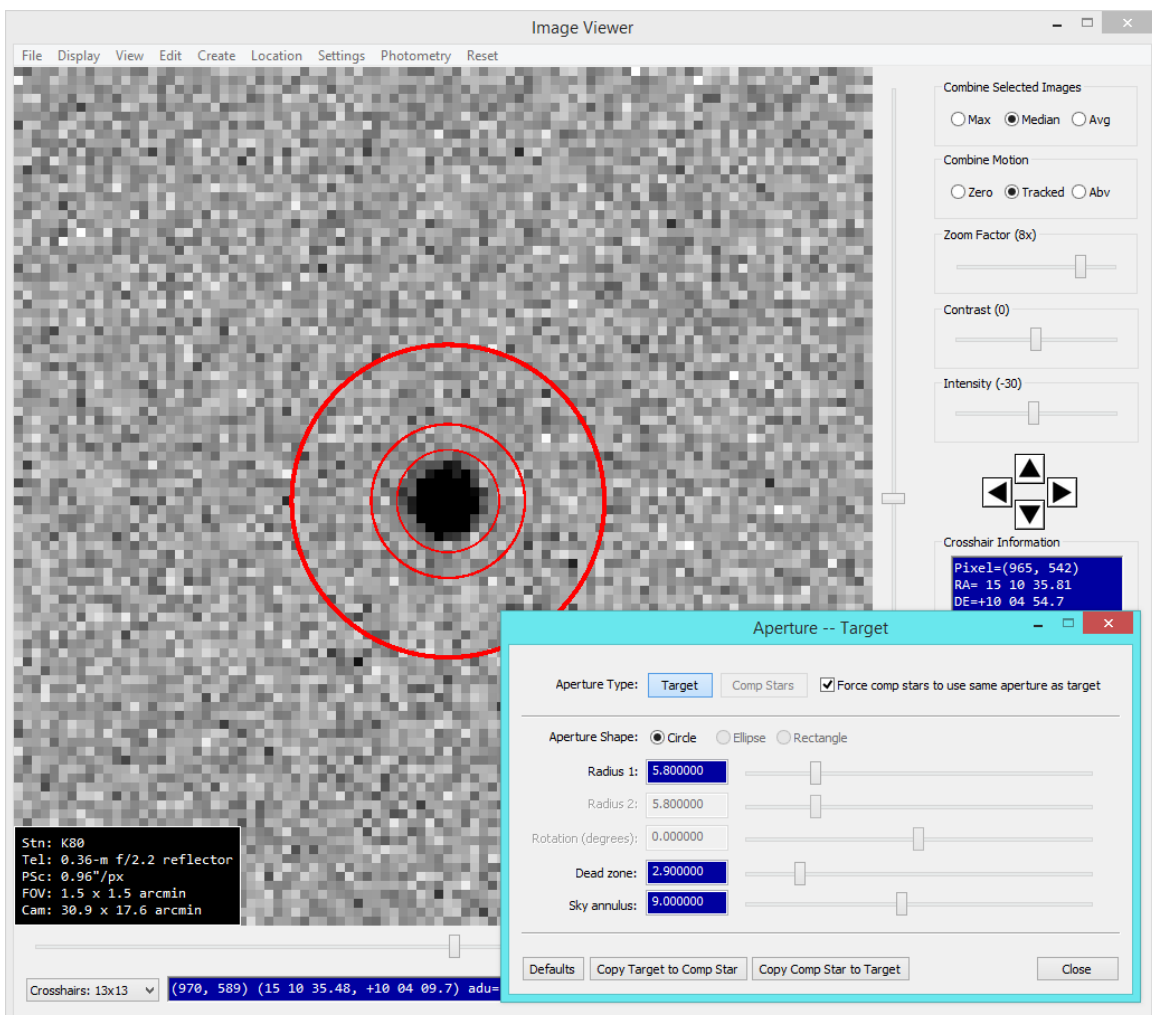 Image Viewer
File Display View Edit Create Location Settings Photometry Reset
Combine Selected Images
Max Median Avg
Combine Motion
Zero Tracked Abv
Zoom Factor (8x)
Contrast (0)
Intensity (-30)
Crosshair Information
Pixel=(965, 542)
RA= 15 10 35.81
DE=+10 04 54.7
Aperture -- Target
Aperture Type: Target Comp Stars Force comp stars to use same aperture as target
Aperture Shape: Circle Ellipse Rectangle
Radius 1: 5.800000
Radius 2: 5.800000
Rotation (degrees): 0.000000
Dead zone: 2.900000
Sky annulus: 9.000000
Defaults Copy Target to Comp Star Copy Comp Star to Target Close
Stn: K80
Tel: 0.36-m f/2.2 reflector
PSc: 0.96"/px
FOV: 1.5 x 1.5 arcmin
Cam: 30.9 x 17.6 arcmin
Crosshairs: 13x13 (970, 589) (15 10 35.48, +10 04 09.7) adu=